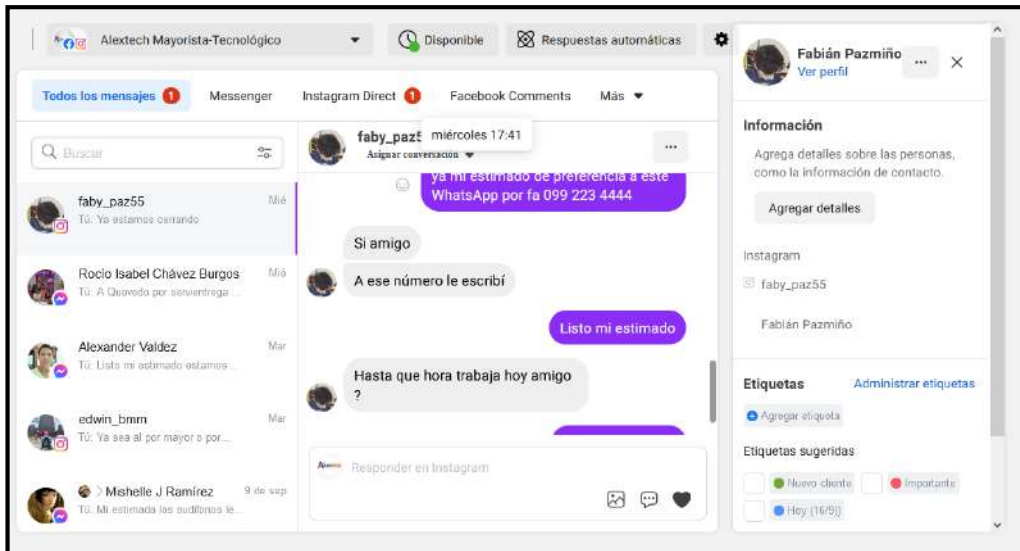 Alextech Mayorista-Tecnológico
Disponible
Respuestas automáticas
Todos los mensajes 1
Messenger
Instagram Direct 1
Facebook Comments
Más
Buscar
faby_paz55
Mié
Tú: Ya estamos cerrando
Rocío Isabel Chávez Burgos
Mié
Tú: A Quevedo por servientrega ...
Alexander Valdez
Mar
Tú: Listo mi estimado estamos...
edwin_bmm
Mar
Tú: Ya sea al por mayor o por...
Mishelle J Ramírez
9 de sep
Tú: Mi estimada los audífonos le...
faby_paz5
miércoles 17:41
Asignar conversación
ya mi estimado de preferencia a este
WhatsApp por fa 099 223 4444
Si amigo
A ese número le escribí
Listo mi estimado
Hasta que hora trabaja hoy amigo
?
Responder en Instagram
Fabián Pazmiño
Ver perfil
Información
Agrega detalles sobre las personas,
como la información de contacto.
Agregar detalles
Instagram
faby_paz55
Fabián Pazmiño
Etiquetas
Administrar etiquetas
Agregar etiqueta
Etiquetas sugeridas
Nuevo cliente
Importante
Hoy (16/9))